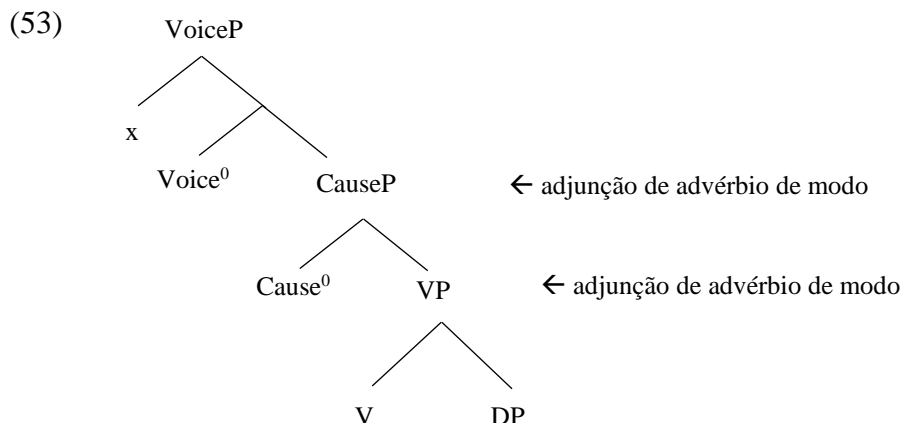 (53) VoiceP
x
Voice⁰ CauseP ← adjunção de advérbio de modo
Cause⁰ VP ← adjunção de advérbio de modo
V DP